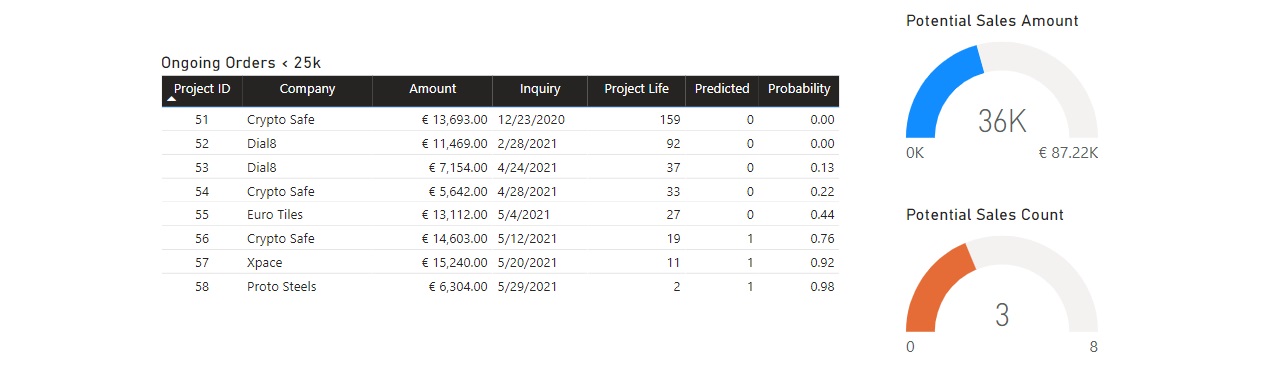 Potential Sales Amount
36K
0K € 87.22K
Ongoing Orders < 25k
Project ID Company Amount Inquiry Project Life Predicted Probability
51 Crypto Safe € 13,693.00 12/23/2020 159 0 0.00
52 Dial8 € 11,469.00 2/28/2021 92 0 0.00
53 Dial8 € 7,154.00 4/24/2021 37 0 0.13
54 Crypto Safe € 5,642.00 4/28/2021 33 0 0.22
55 Euro Tiles € 13,112.00 5/4/2021 27 0 0.44
56 Crypto Safe € 14,603.00 5/12/2021 19 1 0.76
57 Xpace € 15,240.00 5/20/2021 11 1 0.92
58 Proto Steels € 6,304.00 5/29/2021 2 1 0.98
Potential Sales Count
3
0 8